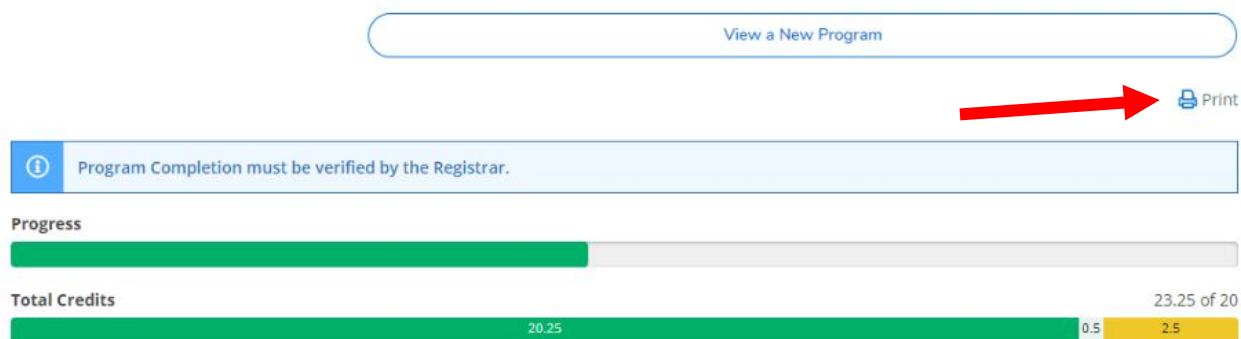 View a New Program
Print
Program Completion must be verified by the Registrar.
Progress
Total Credits 23.25 of 20
20.25 0.5 2.5